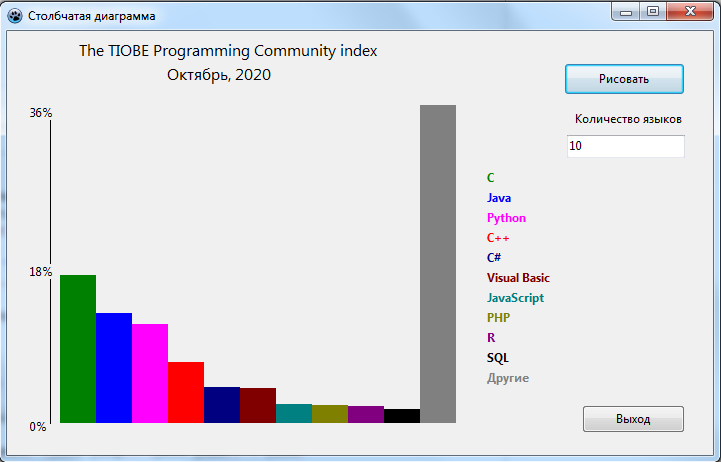 Столбчатая диаграмма
The TIOBE Programming Community index
Октябрь, 2020
36%
18%
0%
Рисовать
Количество языков
10
C
Java
Python
C++
C#
Visual Basic
JavaScript
PHP
R
SQL
Другие
Выход